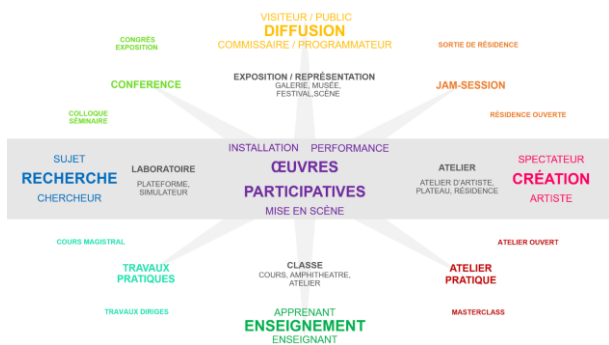 VISITEUR / PUBLIC
DIFFUSION
COMMISSAIRE / PROGRAMMATEUR
CONGRÈS
EXPOSITION
SORTIE DE RÉSIDENCE
CONFERENCE
EXPOSITION / REPRÉSENTATION
GALERIE, MUSÉE,
FESTIVAL,SCÈNE
JAM-SESSION
COLLOQUE
SÉMINAIRE
RÉSIDENCE OUVERTE
INSTALLATION PERFORMANCE
SUJET
RECHERCHE
CHERCHEUR
LABORATOIRE
PLATEFORME,
SIMULATEUR
ŒUVRES
PARTICIPATIVES
MISE EN SCÈNE
ATELIER
ATELIER D'ARTISTE,
PLATEAU, RÉSIDENCE
SPECTATEUR
CRÉATION
ARTISTE
COURS MAGISTRAL
ATELIER OUVERT
TRAVAUX
PRATIQUES
CLASSE
COURS, AMPHITHEATRE,
ATELIER
ATELIER
PRATIQUE
TRAVAUX DIRIGES
APPRENANT
ENSEIGNEMENT
ENSEIGNANT
MASTERCLASS